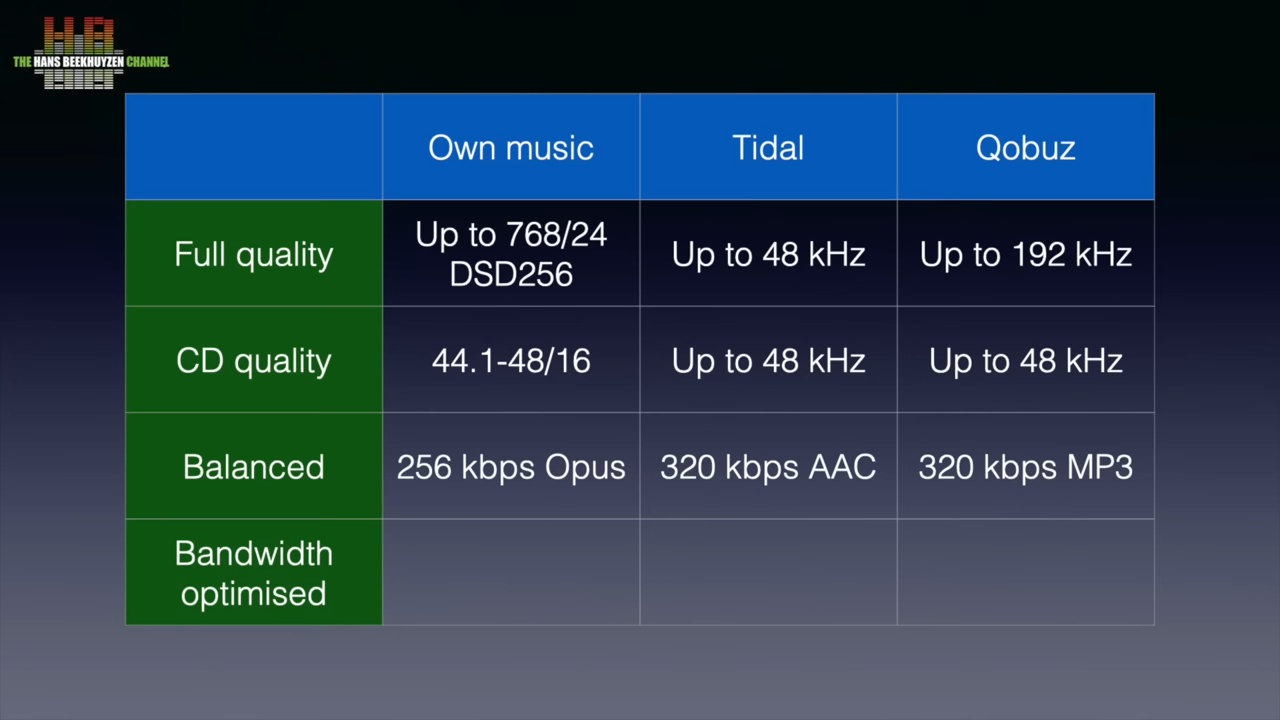 THE HANS BEEKHUYZEN CHANNEL
Own music
Tidal
Qobuz
Full quality
Up to 768/24
DSD256
Up to 48 kHz
Up to 192 kHz
CD quality
44.1-48/16
Up to 48 kHz
Up to 48 kHz
Balanced
256 kbps Opus
320 kbps AAC
320 kbps MP3
Bandwidth
optimised